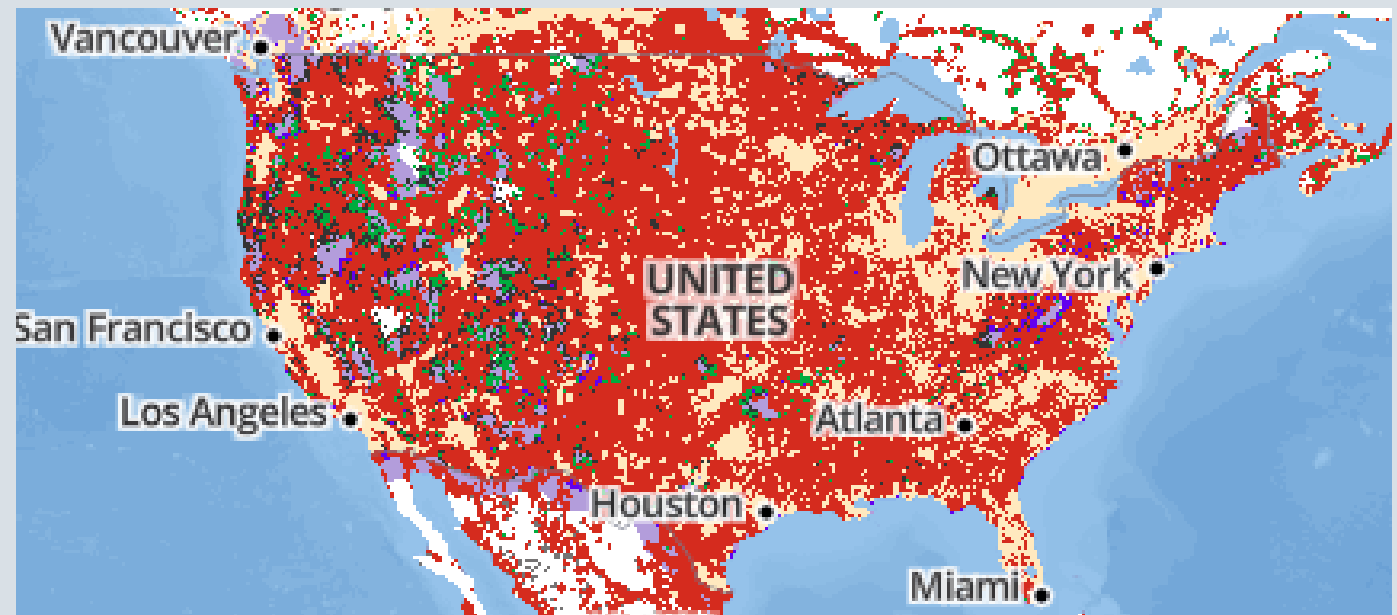 Vancouver
Ottawa
UNITED
STATES
New York
San Francisco
Los Angeles
Atlanta
Houston
Miami